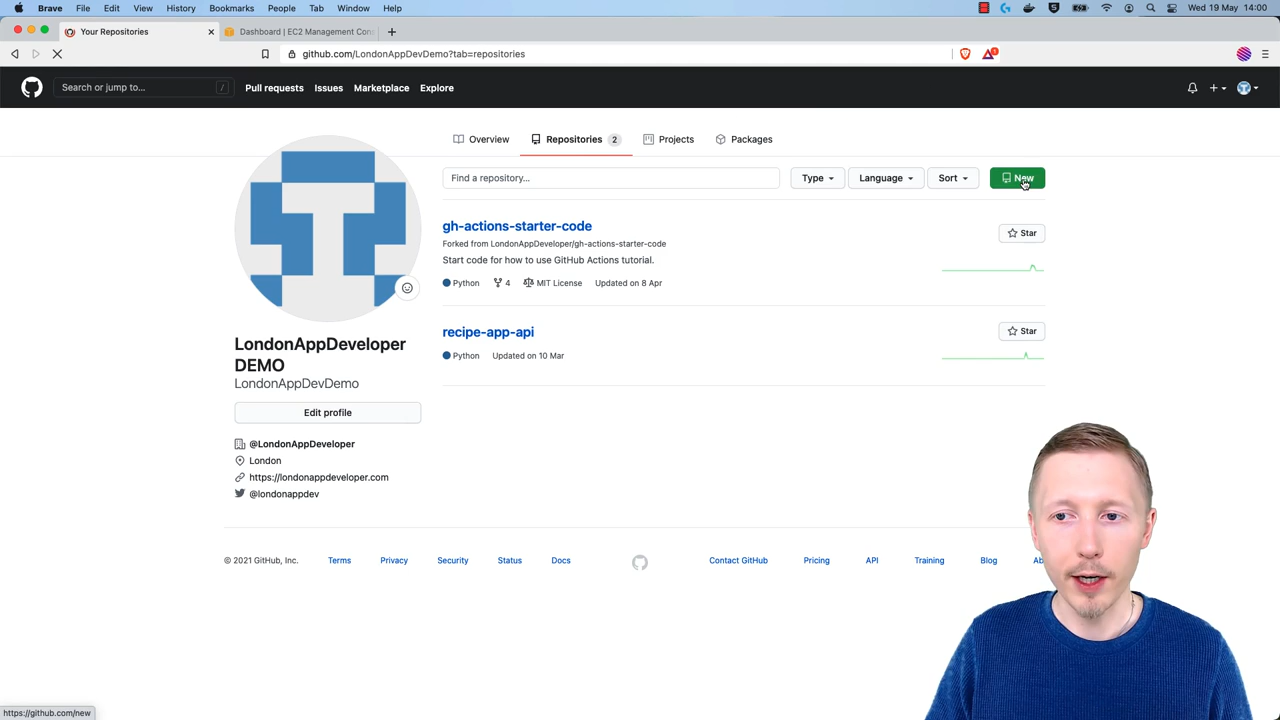 Brave File Edit View History Bookmarks People Tab Window Help Wed 19 May 14:00
Your Repositories Dashboard | EC2 Management Con
github.com/LondonAppDevDemo?tab=repositories
Search or jump to... / Pull requests Issues Marketplace Explore
Overview Repositories 2 Projects Packages
Find a repository... Type Language Sort New
gh-actions-starter-code
Star
Forked from LondonAppDeveloper/gh-actions-starter-code
Start code for how to use GitHub Actions tutorial.
Python 4 MIT License Updated on 8 Apr
recipe-app-api
Star
Python Updated on 10 Mar
LondonAppDeveloper
DEMO
LondonAppDevDemo
Edit profile
@LondonAppDeveloper
London
https://londonappdeveloper.com
@londonappdev
© 2021 GitHub, Inc. Terms Privacy Security Status Docs Contact GitHub Pricing API Training Blog Ab
https://github.com/new